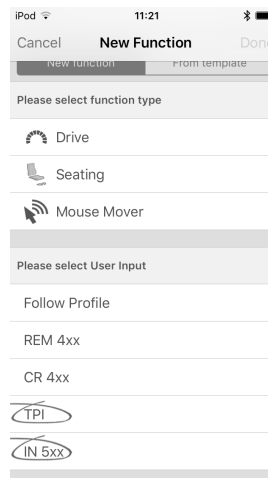 iPod 11:21
Cancel New Function Done
New function From template
Please select function type
Drive
Seating
Mouse Mover
Please select User Input
Follow Profile
REM 4xx
CR 4xx
TPI
IN 5xx